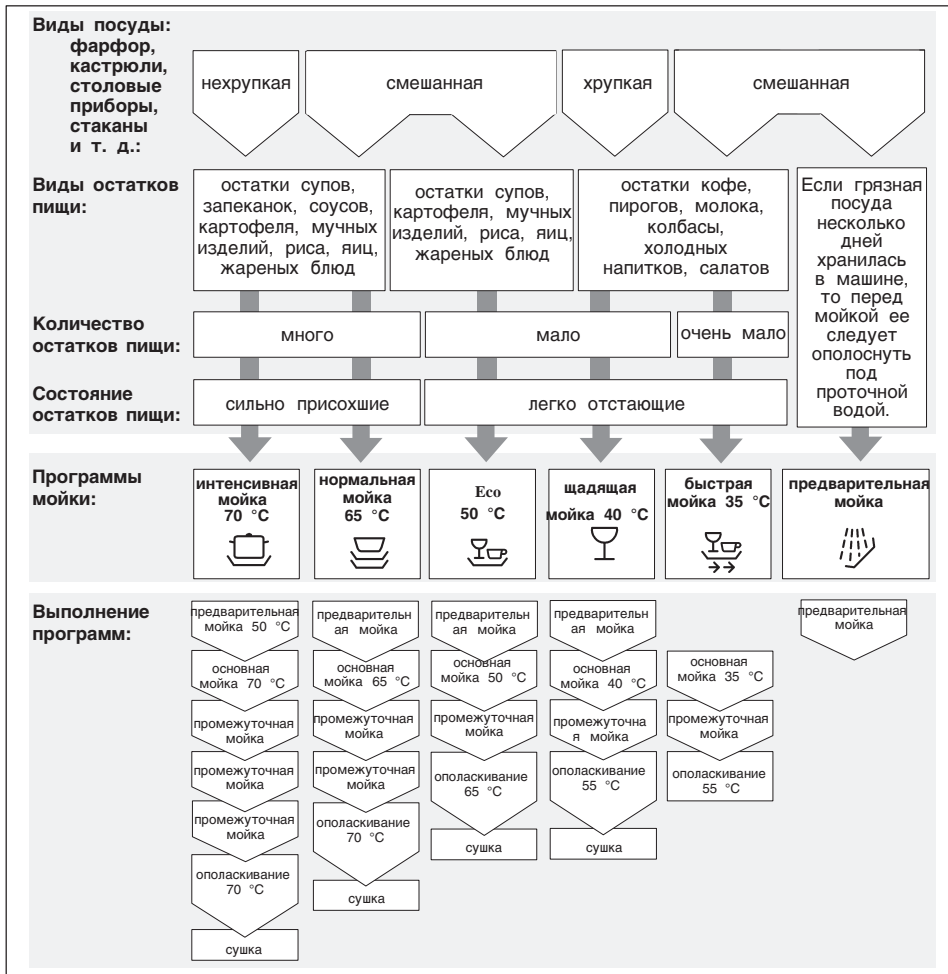 Виды посуды:
фарфор,
кастрюли,
столовые
приборы,
стаканы
и т. д.:
нехрупкая
смешанная
хрупкая
смешанная
Виды остатков
пищи:
остатки супов,
запеканок, соусов,
картофеля, мучных
изделий, риса, яиц,
жареных блюд
остатки супов,
картофеля, мучных
изделий, риса, яиц,
жареных блюд
остатки кофе,
пирогов, молока,
колбасы,
холодных
напитков, салатов
Если грязная
посуда
несколько
дней
хранилась
в машине,
то перед
мойкой ее
следует
ополоснуть
под
проточной
водой.
Количество
остатков пищи:
много
мало
очень мало
Состояние
остатков пищи:
сильно присохшие
легко отстающие
Программы
мойки:
интенсивная
мойка
70 °C
нормальная
мойка
65 °C
Eco
50 °C
щадящая
мойка 40 °C
быстрая
мойка 35 °C
предварительная
мойка
Выполнение
программ:
предварительная
мойка 50 °C
основная
мойка 70 °C
промежуточная
мойка
промежуточная
мойка
промежуточная
мойка
ополаскивание
70 °C
сушка
предварительн
ая мойка
основная
мойка 65 °C
промежуточная
мойка
промежуточная
мойка
ополаскивание
70 °C
сушка
предварительн
ая мойка
основная
мойка 50 °C
промежуточная
мойка
ополаскивание
65 °C
сушка
предварительн
ая мойка
основная
мойка 40 °C
промежуточна
я мойка
ополаскивание
55 °C
сушка
основная
мойка 35 °C
промежуточная
мойка
ополаскивание
55 °C
предварительная
мойка